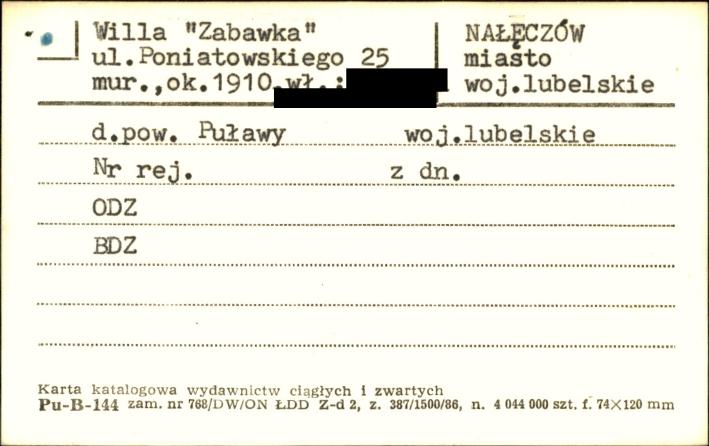 Willa "Zabawka"
ul.Poniatowskiego 25
mur.,ok.1910.wł.:
NAŁĘCZÓW
miasto
woj.lubelskie
d.pow. Puławy woj.lubelskie
Nr rej. z dn.
ODZ
BDZ
Karta katalogowa wydawnictw ciągłych i zwartych
Pu-B-144 zam. nr 768/DW/ON ŁDD Z-d 2, z. 387/1500/86, n. 4 044 000 szt. f. 74×120 mm